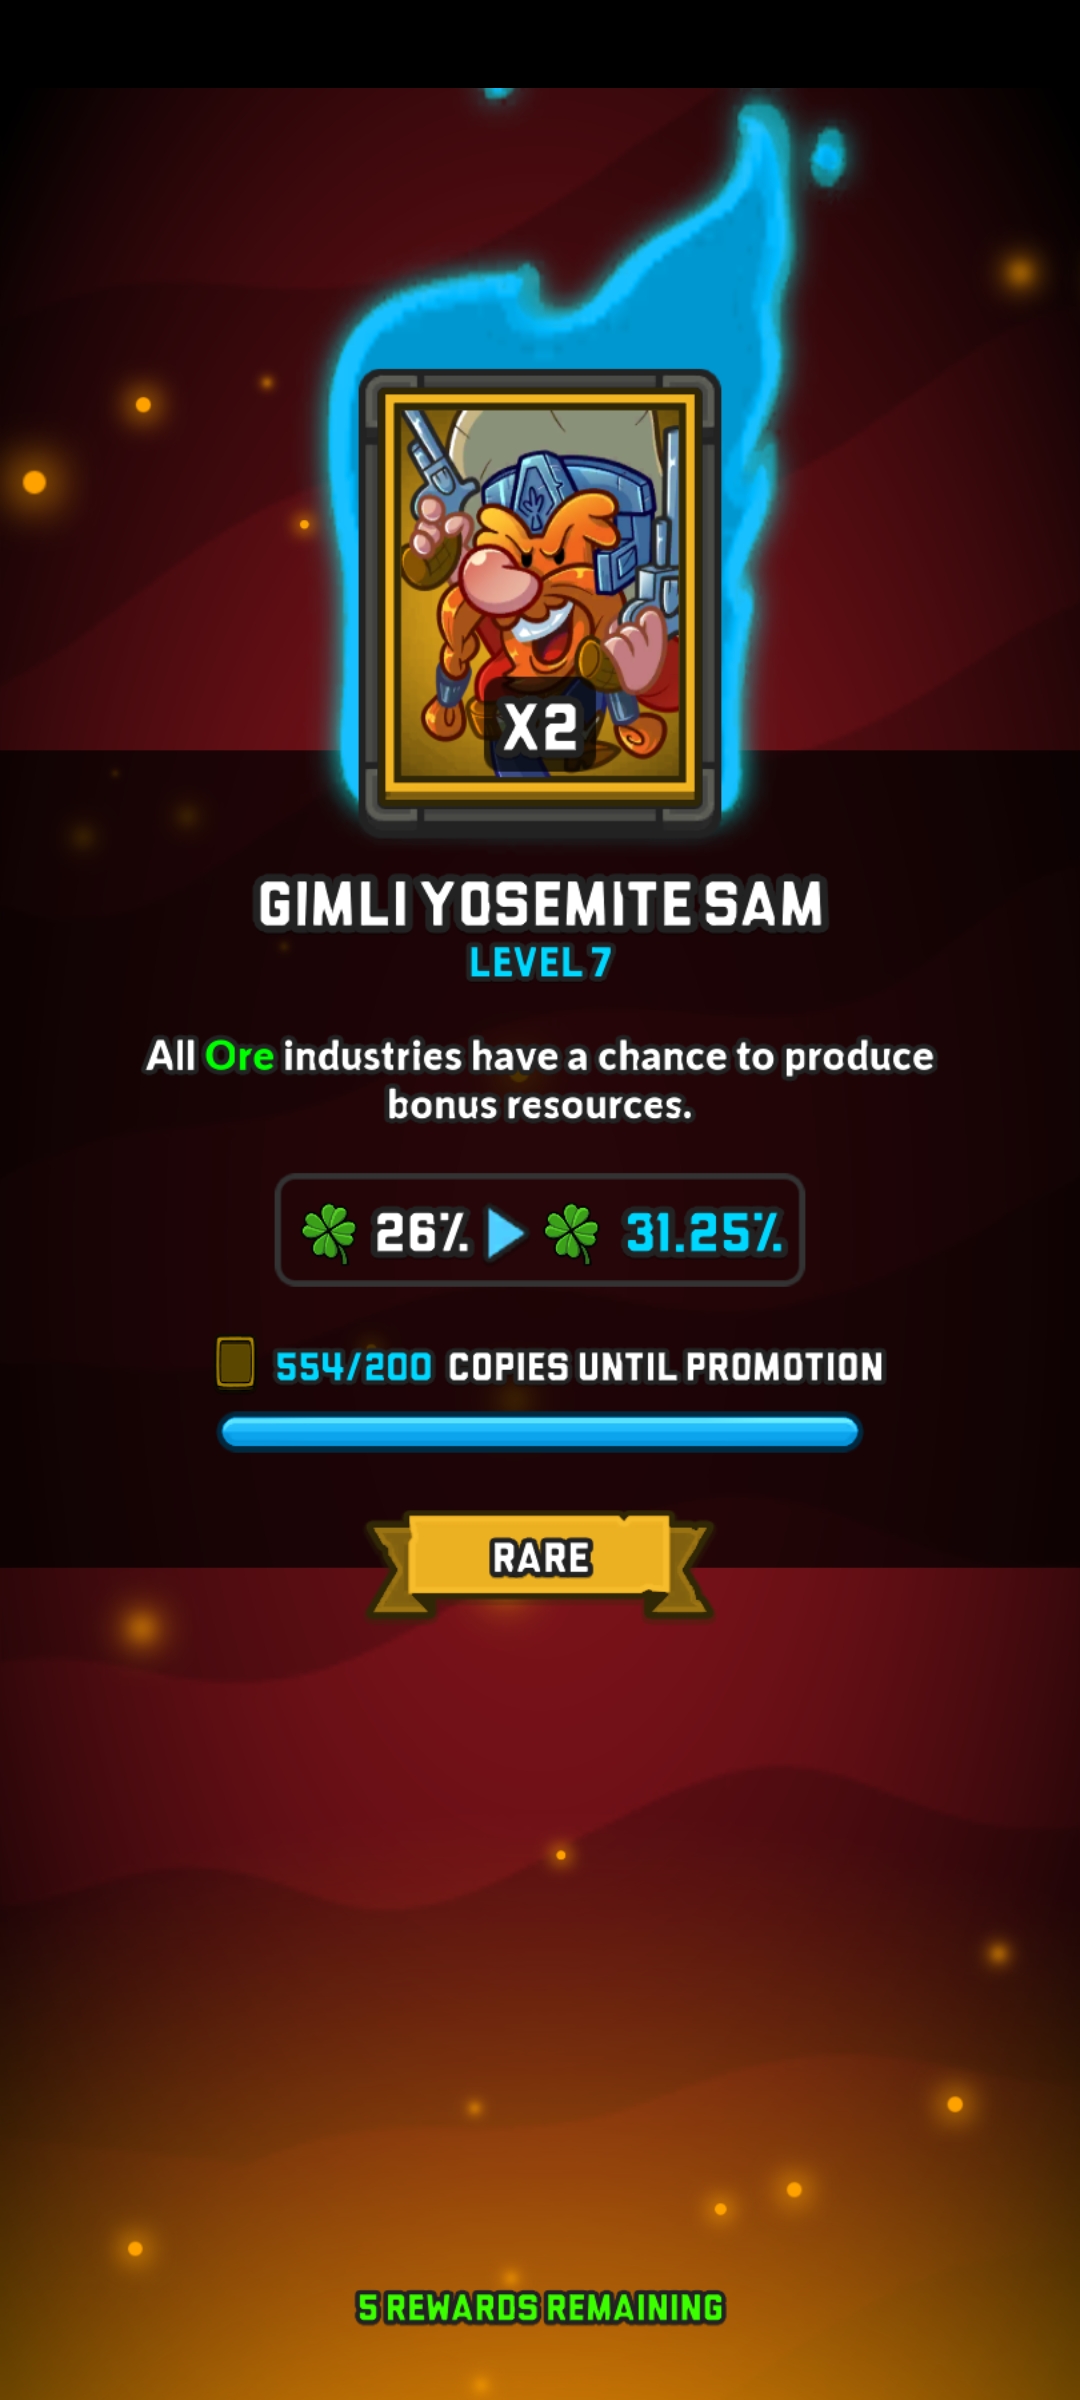 X2
GIMLI YOSEMITE SAM
LEVEL 7
All Ore industries have a chance to produce
bonus resources.
26% 31.25%
554/200 COPIES UNTIL PROMOTION
RARE
5 REWARDS REMAINING